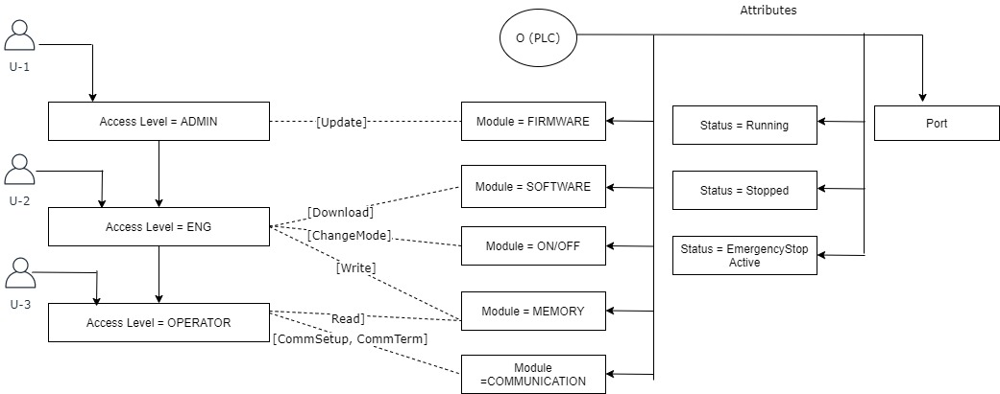 Attributes
O (PLC)
U-1
Access Level = ADMIN
[Update]
Module = FIRMWARE
Status = Running
Port
U-2
Module = SOFTWARE
Status = Stopped
[Download]
Access Level = ENG
[ChangeMode]
Module = ON/OFF
Status = EmergencyStop
Active
[Write]
U-3
Module = MEMORY
Read]
Access Level = OPERATOR
[CommSetup, CommTerm]
Module
=COMMUNICATION